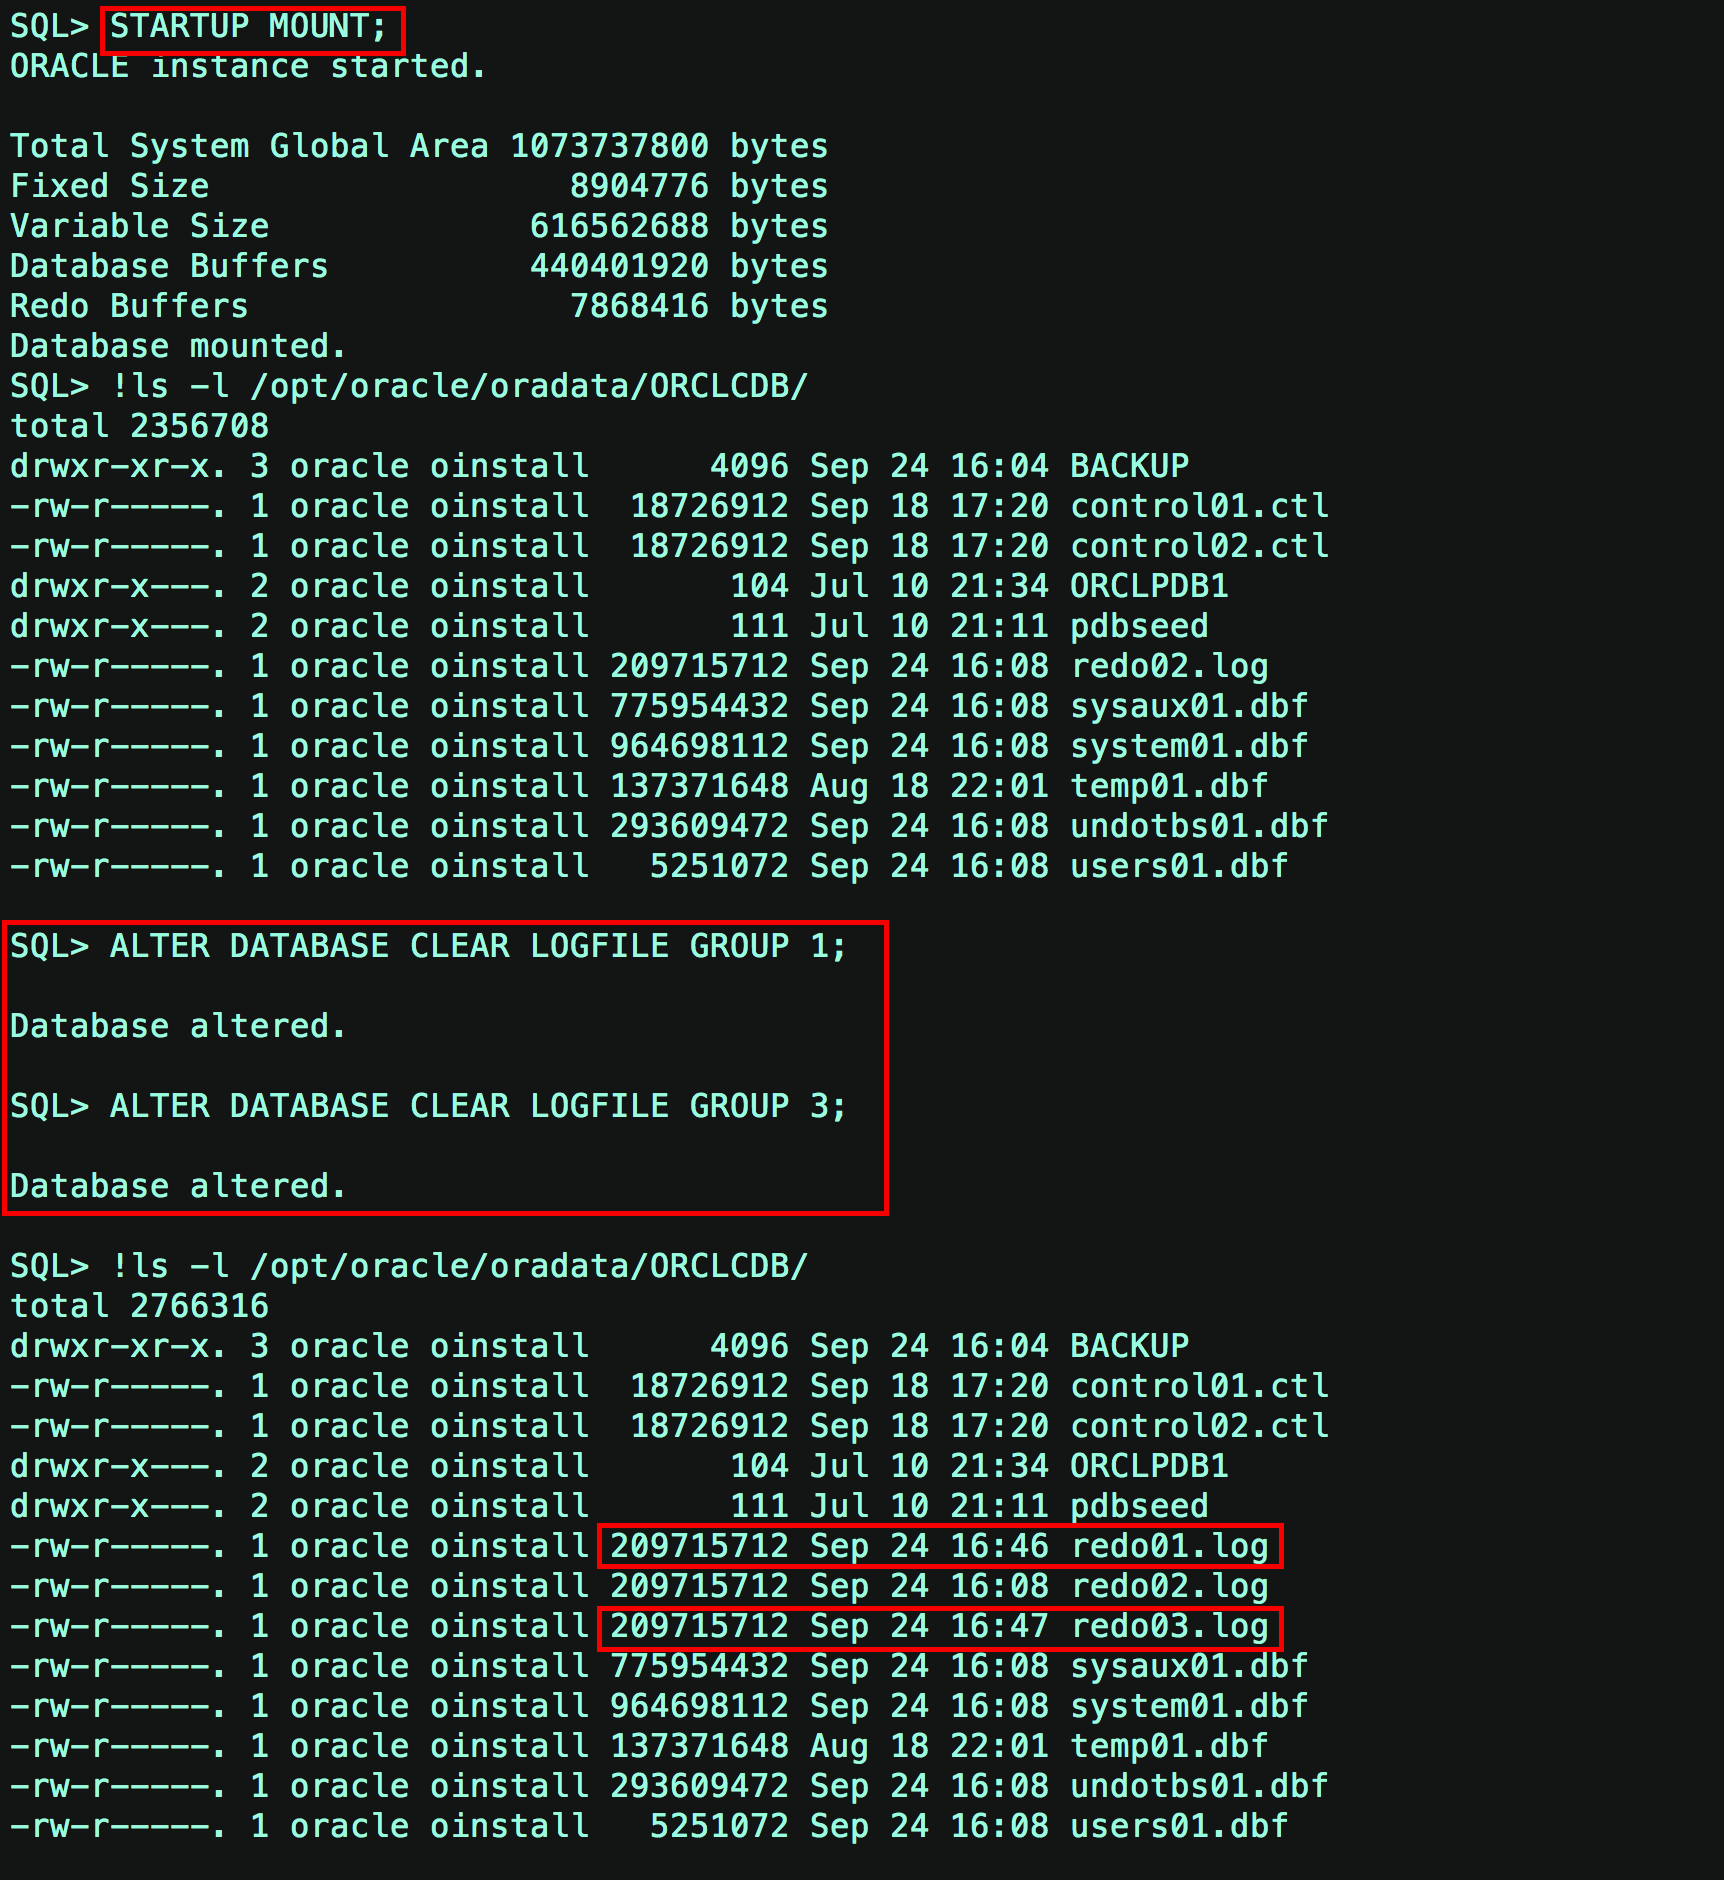 SQL> STARTUP MOUNT;
ORACLE instance started.

Total System Global Area 1073737800 bytes
Fixed Size                  8904776 bytes
Variable Size             616562688 bytes
Database Buffers          440401920 bytes
Redo Buffers                7868416 bytes
Database mounted.
SQL> !ls -l /opt/oracle/oradata/ORCLCDB/
total 2356708
drwxr-xr-x. 3 oracle oinstall      4096 Sep 24 16:04 BACKUP
-rw-r-----. 1 oracle oinstall  18726912 Sep 18 17:20 control01.ctl
-rw-r-----. 1 oracle oinstall  18726912 Sep 18 17:20 control02.ctl
drwxr-x---. 2 oracle oinstall       104 Jul 10 21:34 ORCLPDB1
drwxr-x---. 2 oracle oinstall       111 Jul 10 21:11 pdbseed
-rw-r-----. 1 oracle oinstall 209715712 Sep 24 16:08 redo02.log
-rw-r-----. 1 oracle oinstall 775954432 Sep 24 16:08 sysaux01.dbf
-rw-r-----. 1 oracle oinstall 964698112 Sep 24 16:08 system01.dbf
-rw-r-----. 1 oracle oinstall 137371648 Aug 18 22:01 temp01.dbf
-rw-r-----. 1 oracle oinstall 293609472 Sep 24 16:08 undotbs01.dbf
-rw-r-----. 1 oracle oinstall   5251072 Sep 24 16:08 users01.dbf

SQL> ALTER DATABASE CLEAR LOGFILE GROUP 1;

Database altered.

SQL> ALTER DATABASE CLEAR LOGFILE GROUP 3;

Database altered.

SQL> !ls -l /opt/oracle/oradata/ORCLCDB/
total 2766316
drwxr-xr-x. 3 oracle oinstall      4096 Sep 24 16:04 BACKUP
-rw-r-----. 1 oracle oinstall  18726912 Sep 18 17:20 control01.ctl
-rw-r-----. 1 oracle oinstall  18726912 Sep 18 17:20 control02.ctl
drwxr-x---. 2 oracle oinstall       104 Jul 10 21:34 ORCLPDB1
drwxr-x---. 2 oracle oinstall       111 Jul 10 21:11 pdbseed
-rw-r-----. 1 oracle oinstall 209715712 Sep 24 16:46 redo01.log
-rw-r-----. 1 oracle oinstall 209715712 Sep 24 16:08 redo02.log
-rw-r-----. 1 oracle oinstall 209715712 Sep 24 16:47 redo03.log
-rw-r-----. 1 oracle oinstall 775954432 Sep 24 16:08 sysaux01.dbf
-rw-r-----. 1 oracle oinstall 964698112 Sep 24 16:08 system01.dbf
-rw-r-----. 1 oracle oinstall 137371648 Aug 18 22:01 temp01.dbf
-rw-r-----. 1 oracle oinstall 293609472 Sep 24 16:08 undotbs01.dbf
-rw-r-----. 1 oracle oinstall   5251072 Sep 24 16:08 users01.dbf